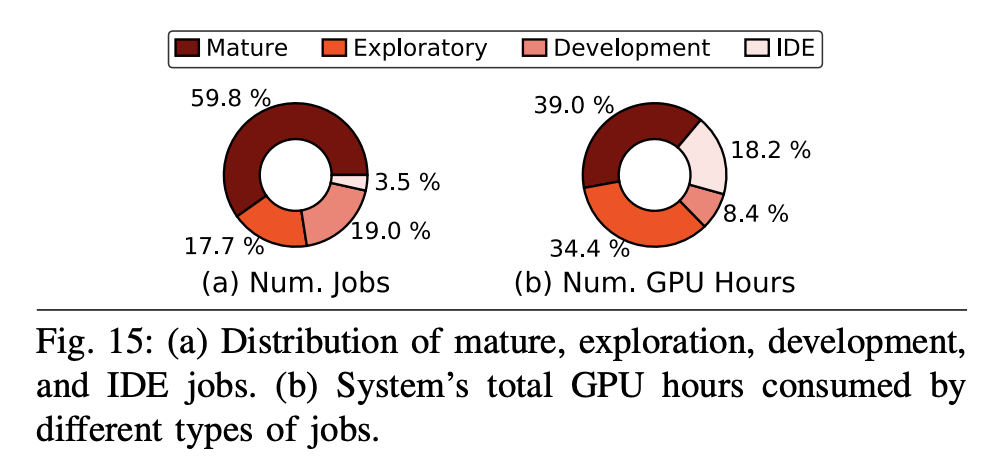 Mature Exploratory Development IDE
59.8 %
3.5 %
19.0 %
17.7 %
(a) Num. Jobs
39.0 %
18.2 %
8.4 %
34.4 %
(b) Num. GPU Hours
Fig. 15: (a) Distribution of mature, exploration, development,
and IDE jobs. (b) System’s total GPU hours consumed by
different types of jobs.